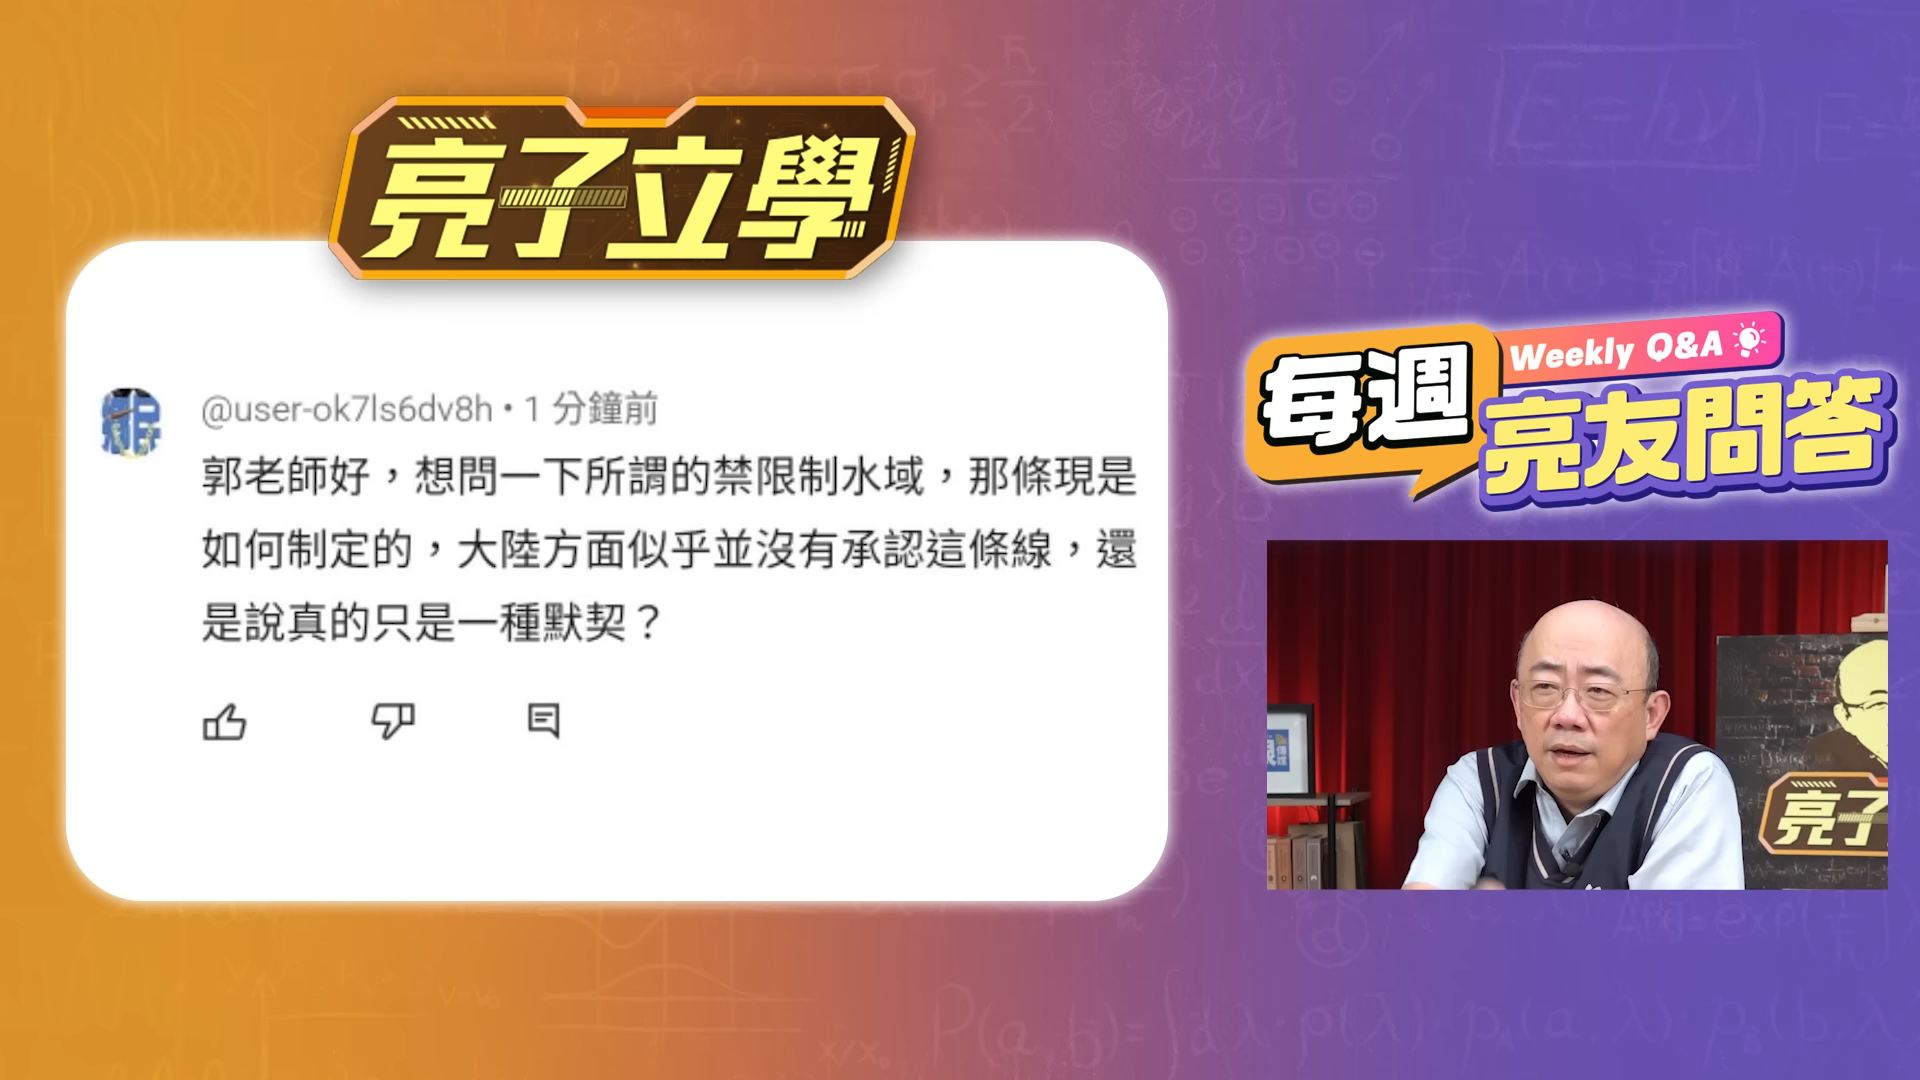 亮了立學
@user-ok7ls6dv8h • 1 分鐘前
郭老師好，想問一下所謂的禁限制水域，那條現是
如何制定的，大陸方面似乎並沒有承認這條線，還
是說真的只是一種默契？
每週
Weekly Q&A
亮友問答
亮了